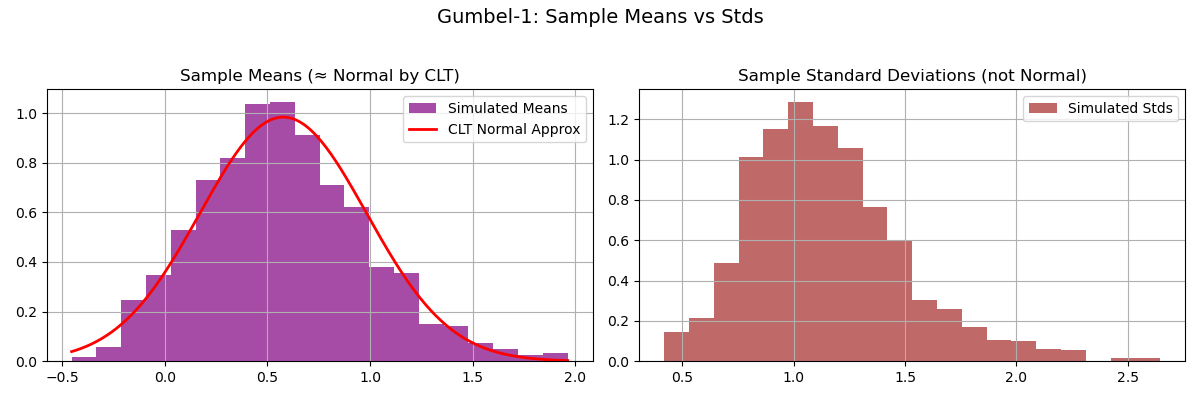 Gumbel-1: Sample Means vs Stds
Sample Means (≈ Normal by CLT)
Simulated Means
CLT Normal Approx
1.0
0.8
0.6
0.4
0.2
0.0
−0.5 0.0 0.5 1.0 1.5 2.0
Sample Standard Deviations (not Normal)
Simulated Stds
1.2
1.0
0.8
0.6
0.4
0.2
0.0
0.5 1.0 1.5 2.0 2.5